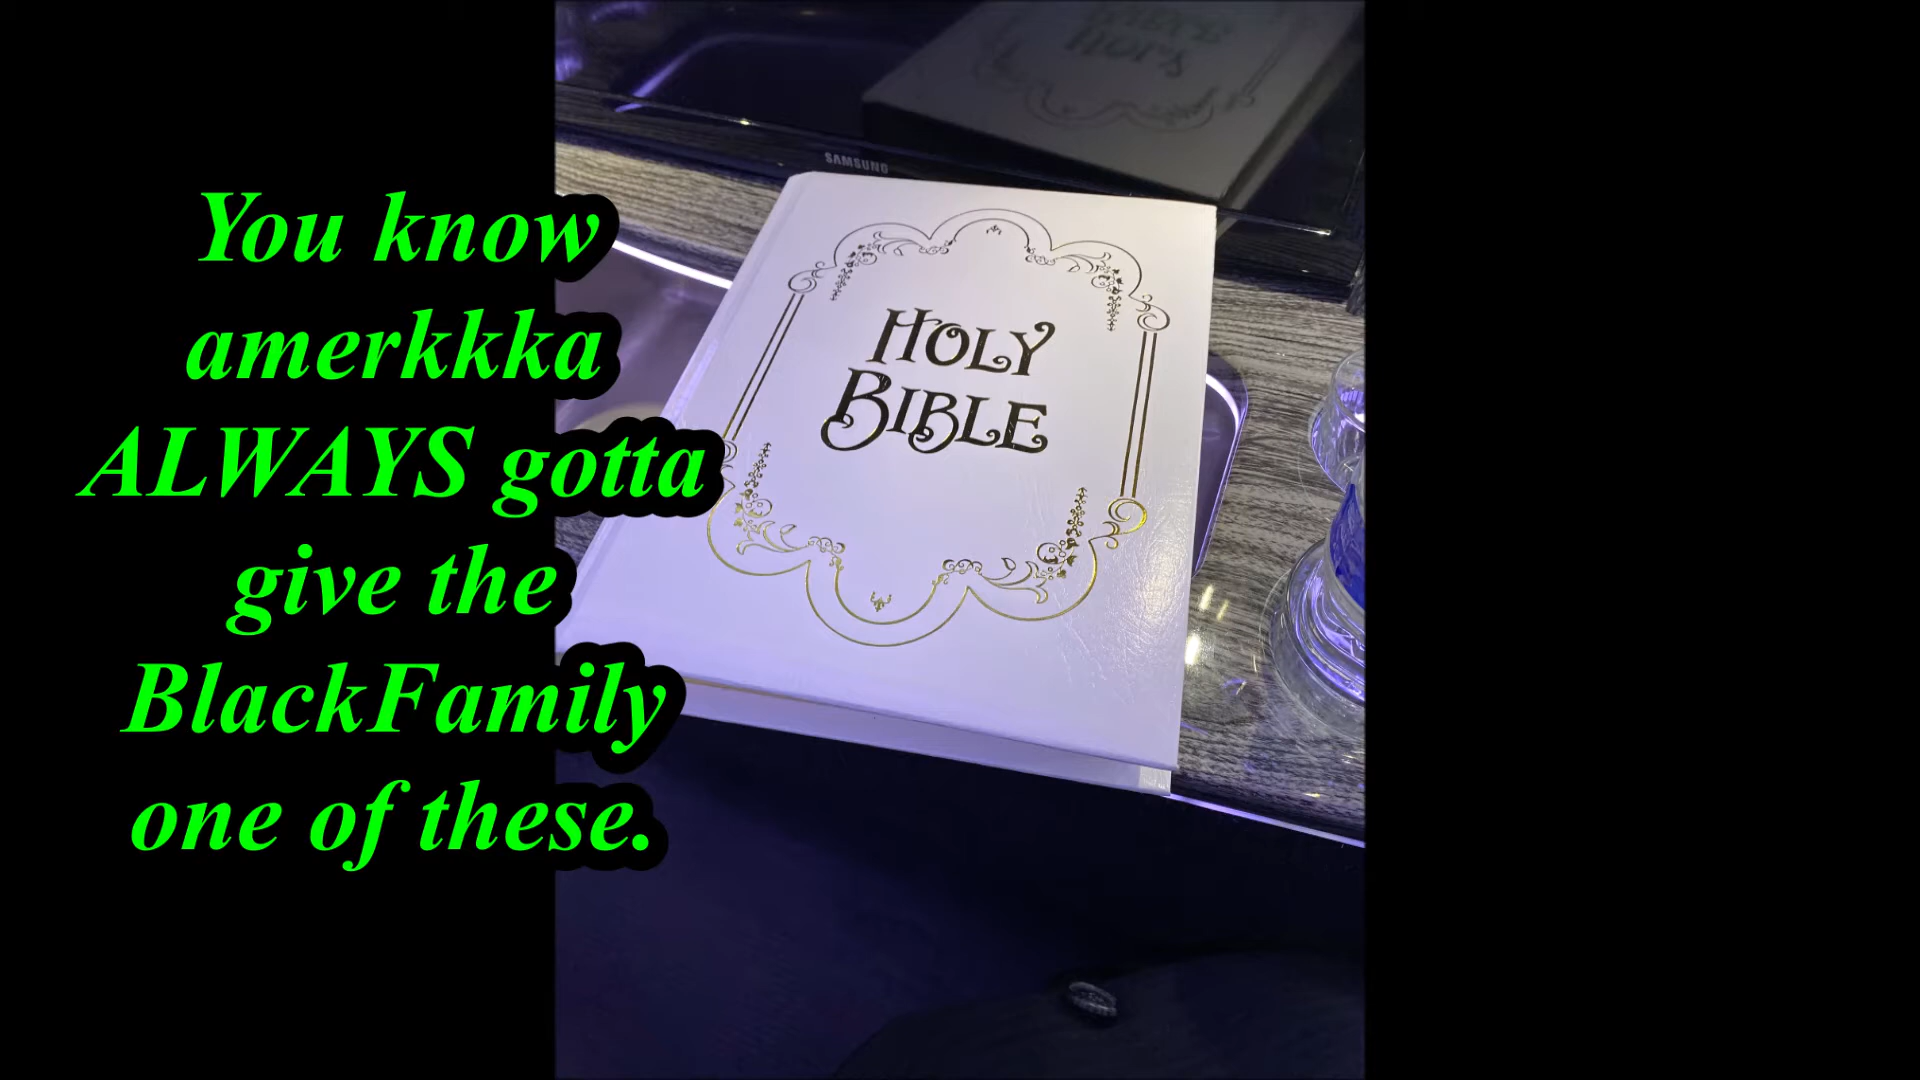 You know
amerkkka
ALWAYS gotta
give the
BlackFamily
one of these.
SAMSUNG
HOLY
BIBLE